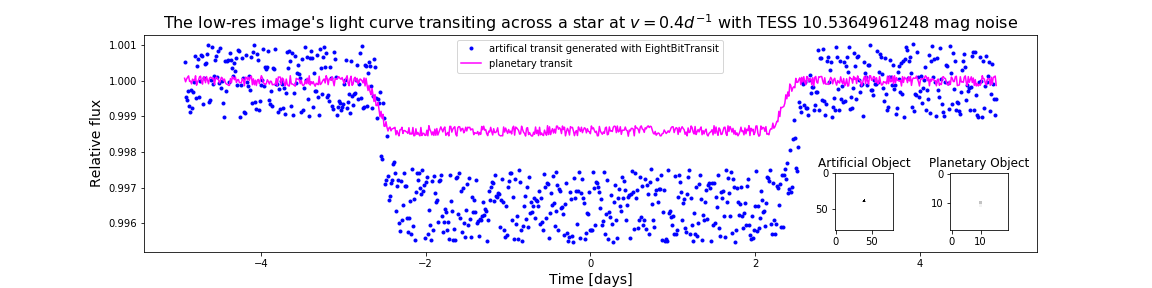 The low-res image's light curve transiting across a star at v = 0.4d⁻¹ with TESS 10.5364961248 mag noise
artifical transit generated with EightBitTransit
planetary transit
Relative flux
1.001
1.000
0.999
0.998
0.997
0.996
Artificial Object
0
50
0 50
Planetary Object
0
10
0 10
−4 −2 0 2 4
Time [days]